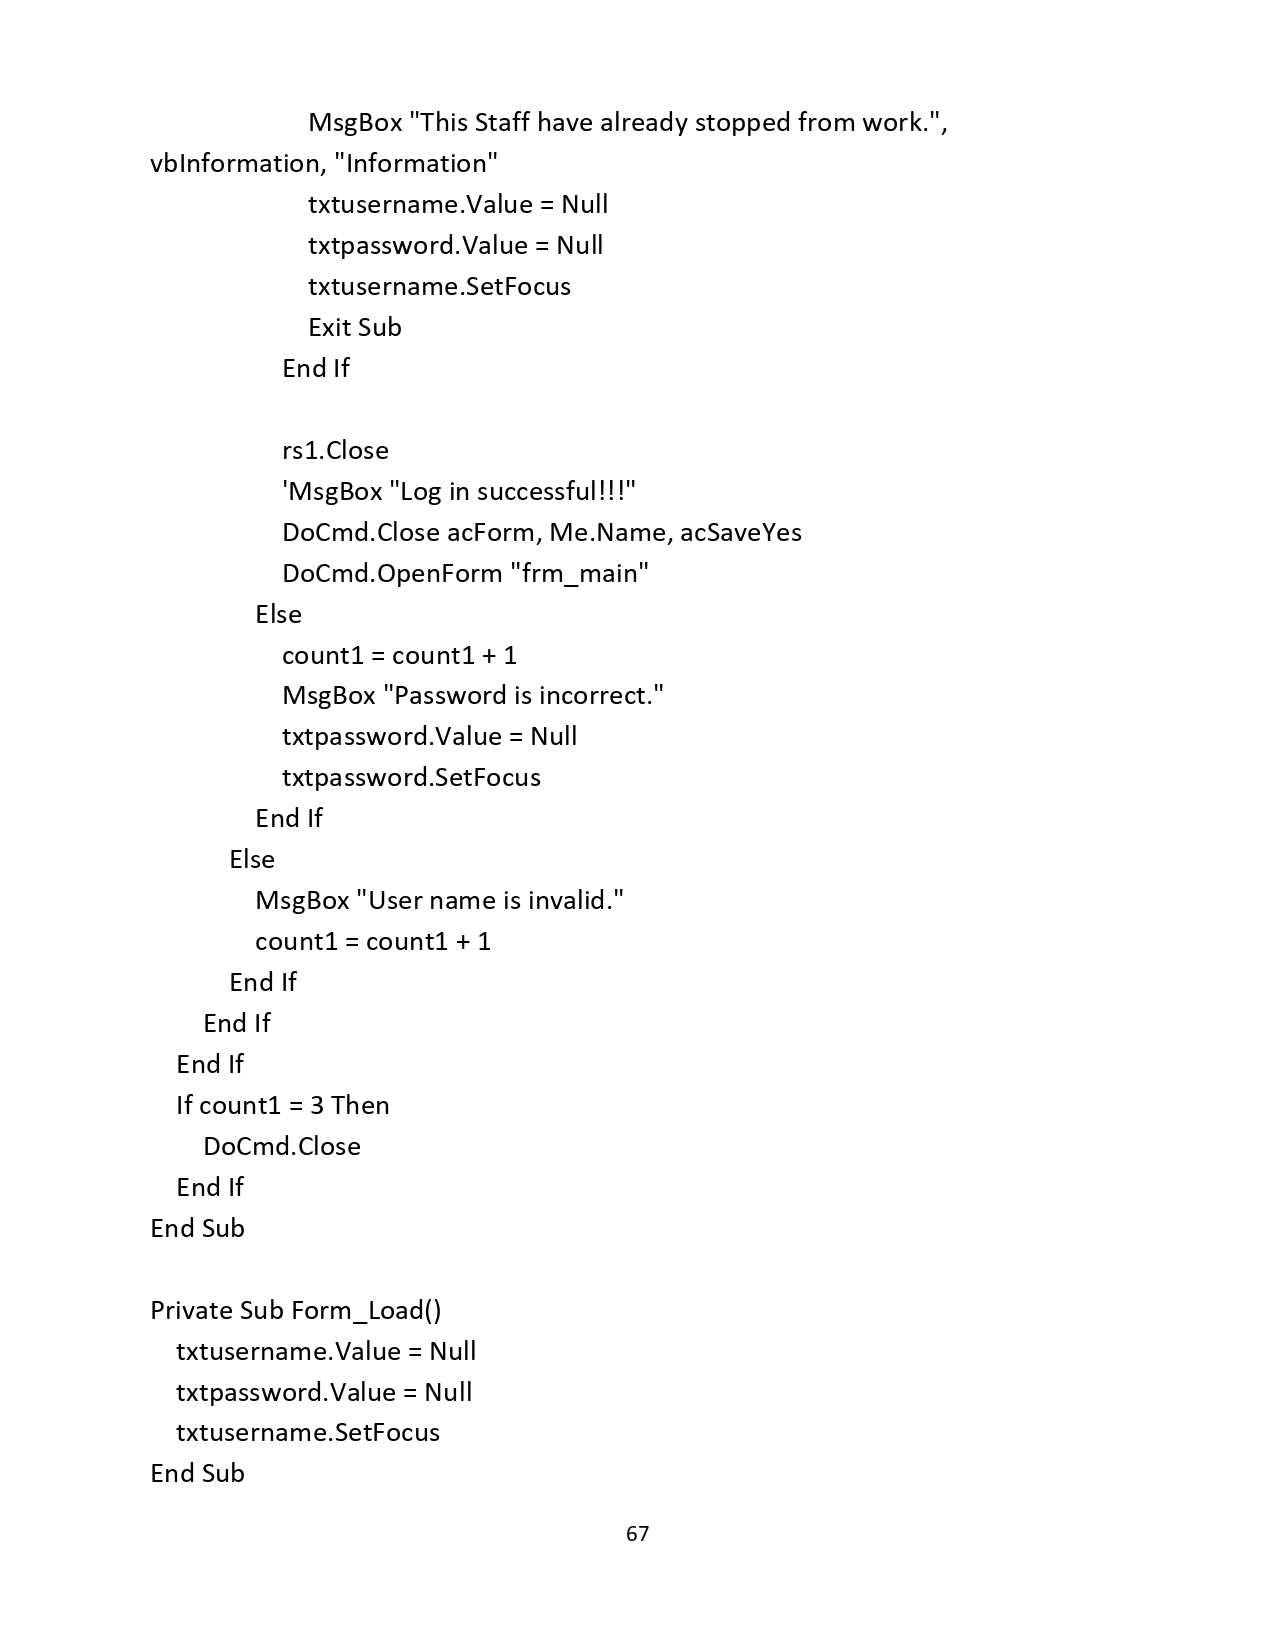 MsgBox "This Staff have already stopped from work.",
vbInformation, "Information"
txtusername.Value = Null
txtpassword.Value = Null
txtusername.SetFocus
Exit Sub
End If
rs1.Close
'MsgBox "Log in successful!!!"
DoCmd.Close acForm, Me.Name, acSaveYes
DoCmd.OpenForm "frm_main"
Else
count1 = count1 + 1
MsgBox "Password is incorrect."
txtpassword.Value = Null
txtpassword.SetFocus
End If
Else
MsgBox "User name is invalid."
count1 = count1 + 1
End If
End If
End If
If count1 = 3 Then
DoCmd.Close
End If
End Sub
Private Sub Form_Load()
txtusername.Value = Null
txtpassword.Value = Null
txtusername.SetFocus
End Sub
67